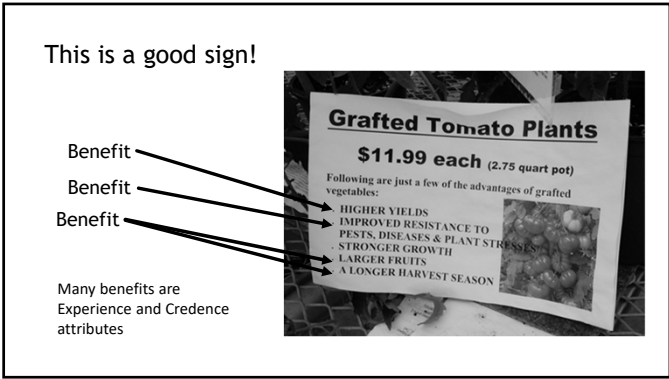 This is a good sign!
Benefit
Benefit
Benefit
Many benefits are
Experience and Credence
attributes
Grafted Tomato Plants
$11.99 each (2.75 quart pot)
Following are just a few of the advantages of grafted
vegetables:
. HIGHER YIELDS
. IMPROVED RESISTANCE TO
PESTS, DISEASES & PLANT STRESSES
. STRONGER GROWTH
. LARGER FRUITS
. A LONGER HARVEST SEASON